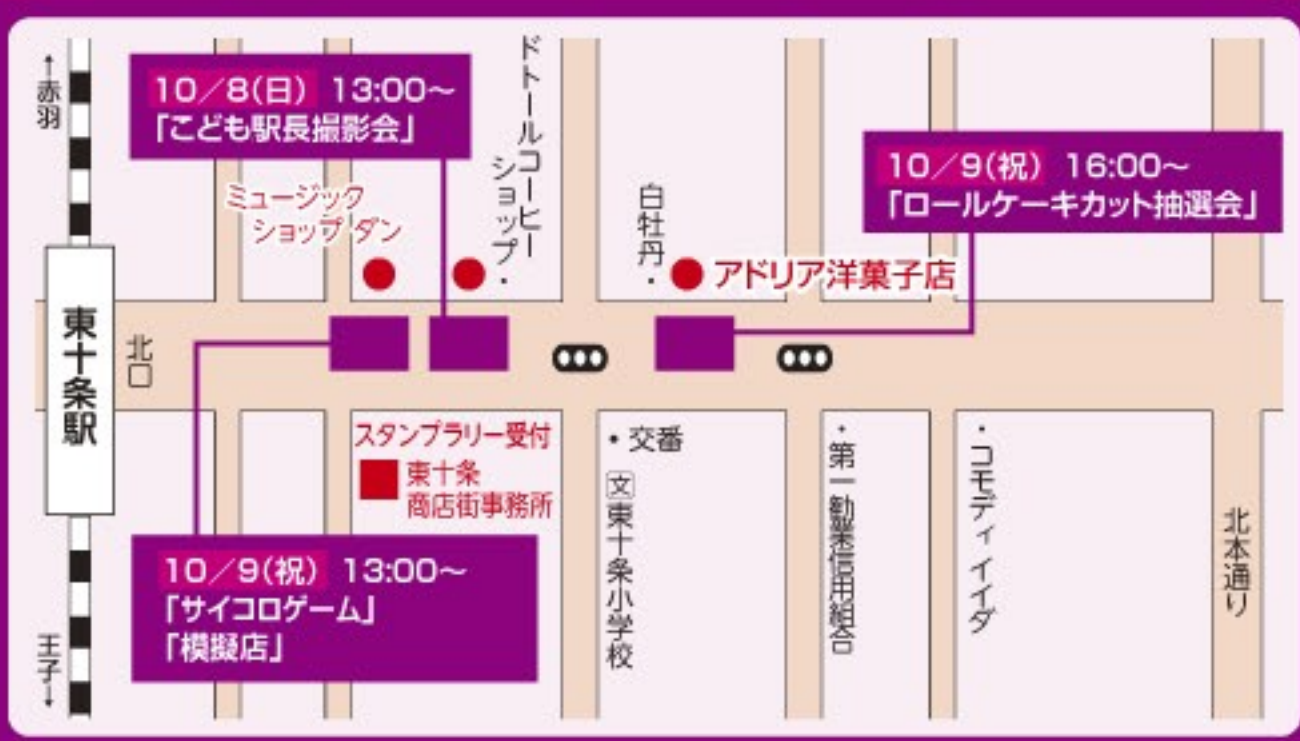 ↑赤羽
東十条駅
王子↓
北口
10／8(日) 13:00～
「こども駅長撮影会」
ミュージック
ショップ ダン
ドトールコーヒー
ショップ・
白牡丹・
アドリア洋菓子店
10／9(祝) 16:00～
「ロールケーキカット抽選会」
スタンプラリー受付
東十条
商店街事務所
10／9(祝) 13:00～
「サイコロゲーム」
「模擬店」
・交番
文東十条小学校
・第一勧業信用組合
・コモディイイダ
北本通り